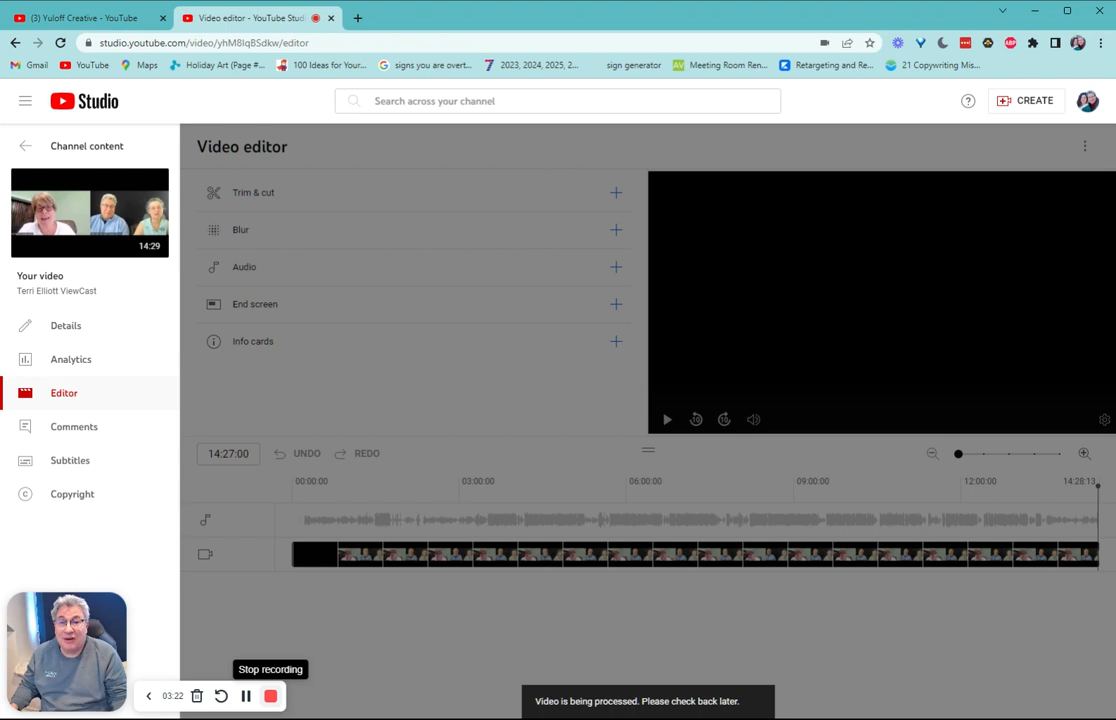 (3) Yuloff Creative - YouTube
Video editor - YouTube Stud
studio.youtube.com/video/yhM8IqBSdkw/editor
Gmail
YouTube
Maps
Holiday Art (Page #...
100 Ideas for Your...
signs you are overt...
2023, 2024, 2025, 2...
sign generator
Meeting Room Ren...
Retargeting and Re...
21 Copywriting Mis...
Studio
Search across your channel
CREATE
Channel content
14:29
Your video
Terri Elliott ViewCast
Details
Analytics
Editor
Comments
Subtitles
Copyright
Video editor
Trim & cut
Blur
Audio
End screen
Info cards
10
10
14:27:00
UNDO
REDO
00:00:00
03:00:00
06:00:00
09:00:00
12:00:00
14:28:13
Stop recording
03:22
Video is being processed. Please check back later.